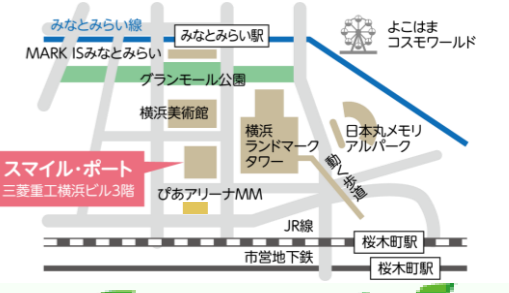 みなとみらい線
みなとみらい駅
よこはま
コスモワールド
MARK ISみなとみらい
グランモール公園
横浜美術館
横浜
ランドマーク
タワー
日本丸メモリ
アルパーク
動く歩道
スマイル・ポート
三菱重工横浜ビル3階
ぴあアリーナMM
JR線
桜木町駅
市営地下鉄
桜木町駅